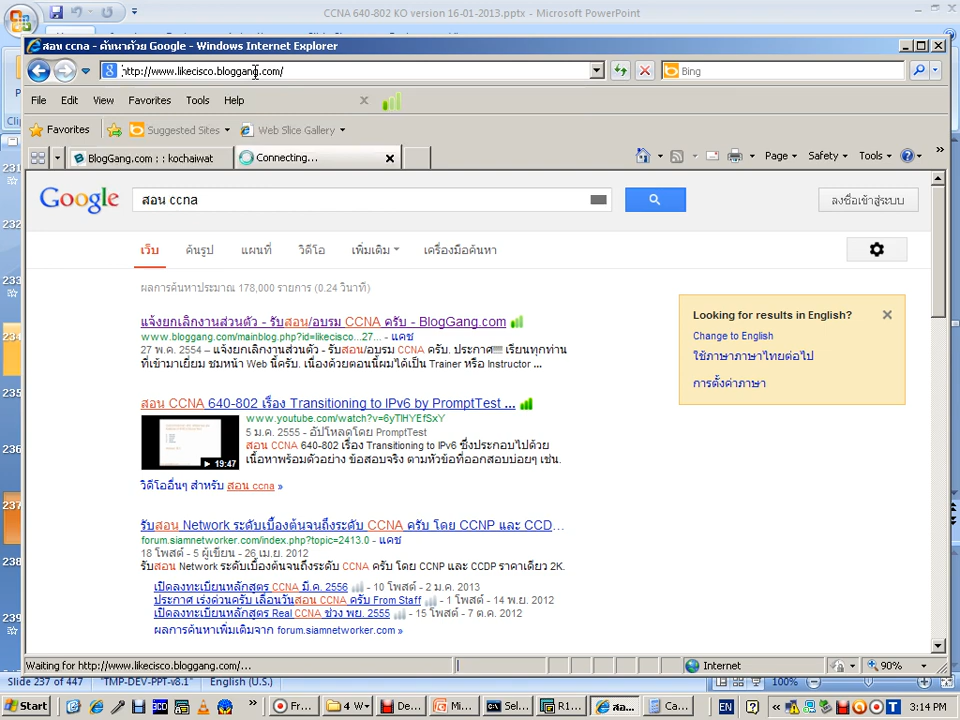 CCNA 640-802 KO version 16-01-2013.pptx - Microsoft PowerPoint
สอน ccna - ค้นหาด้วย Google - Windows Internet Explorer
http://www.likecisco.bloggang.com/
Bing
File Edit View Favorites Tools Help
Favorites Suggested Sites Web Slice Gallery
BlogGang.com : : kochaiwat
Connecting...
Page Safety Tools
Google
สอน ccna
ลงชื่อเข้าสู่ระบบ
เว็บ ค้นรูป แผนที่ วิดีโอ เพิ่มเติม เครื่องมือค้นหา
ผลการค้นหาประมาณ 178,000 รายการ (0.24 วินาที)
แจ้งยกเลิกงานส่วนตัว - รับสอน/อบรม CCNA ครับ - BlogGang.com
www.bloggang.com/mainblog.php?id=likecisco...27... - แคช
27 พ.ค. 2554 – แจ้งยกเลิกงานส่วนตัว - รับสอน/อบรม CCNA ครับ. ประกาศ!!!!! เรียนทุกท่าน
ที่เข้ามาเยี่ยม ชมหน้า Web นี้ครับ. เนื่องด้วยตอนนี้ผมได้เป็น Trainer หรือ Instructor ...
Looking for results in English?
Change to English
ใช้ภาษาภาษาไทยต่อไป
การตั้งค่าภาษา
สอน CCNA 640-802 เรื่อง Transitioning to IPv6 by PromptTest ...
www.youtube.com/watch?v=6yTlHYEfSxY
5 ม.ค. 2555 - อัปโหลดโดย PromptTest
สอน CCNA 640-802 เรื่อง Transitioning to IPv6 ซึ่งประกอบไปด้วย
เนื้อหาพร้อมตัวอย่าง ข้อสอบจริง ตามหัวข้อที่ออกสอบบ่อยๆ เช่น.
19:47
วิดีโออื่นๆ สำหรับ สอน ccna »
รับสอน Network ระดับเบื้องต้นจนถึงระดับ CCNA ครับ โดย CCNP และ CCD...
forum.siamnetworker.com/index.php?topic=2413.0 - แคช
18 โพสต์ - 5 ผู้เขียน - 26 เม.ย. 2012
รับสอน Network ระดับเบื้องต้นจนถึงระดับ CCNA ครับ โดย CCNP และ CCDP ราคาเดียว 2K.
เปิดลงทะเบียนหลักสูตร CCNA มี.ค. 2556 - 10 โพสต์ - 2 ม.ค. 2013
ประกาศ เร่งด่วนครับ เลื่อนวันสอน CCNA ครับ From Staff - 1 โพสต์ - 14 พ.ย. 2012
เปิดลงทะเบียนหลักสูตร Real CCNA ช่วง พย. 2555 - 15 โพสต์ - 7 ต.ค. 2012
ผลการค้นหาเพิ่มเติมจาก forum.siamnetworker.com »
Waiting for http://www.likecisco.bloggang.com/...
Internet
90%
231
232
233
234
235
236
237
238
239
Slide 237 of 447 "TMP-DEV-PPT-v8.1" English (U.S.)
100%
Start Fr... 4 W De... Mi... Sel... R1... สอ... Ca... EN 3:14 PM